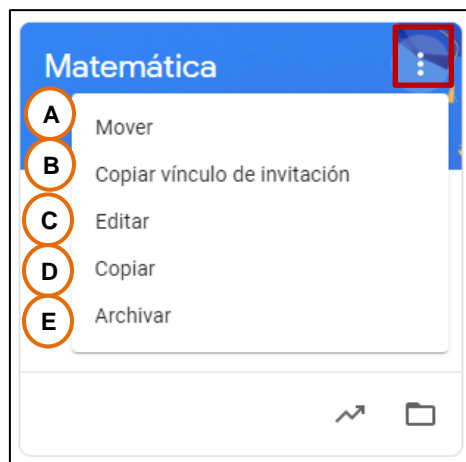 Matemática
A Mover
B Copiar vínculo de invitación
C Editar
D Copiar
E Archivar